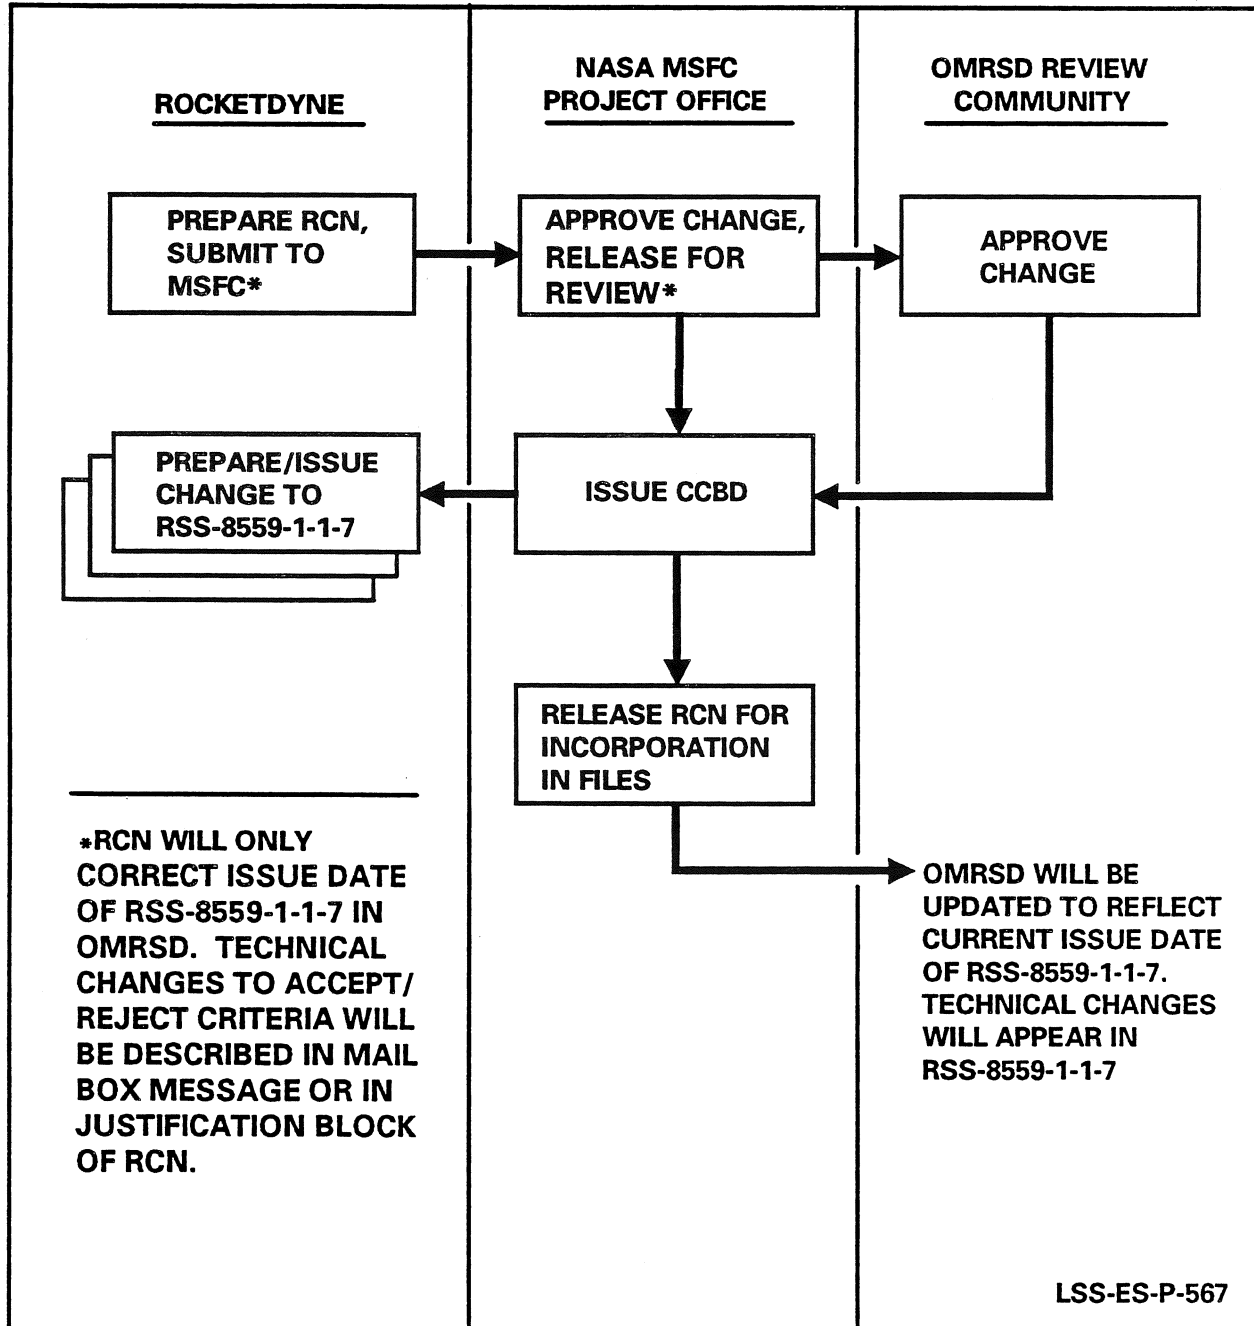 ROCKETDYNE
NASA MSFC
PROJECT OFFICE
OMRSD REVIEW
COMMUNITY
PREPARE RCN,
SUBMIT TO
MSFC*
APPROVE CHANGE,
RELEASE FOR
REVIEW*
APPROVE
CHANGE
PREPARE/ISSUE
CHANGE TO
RSS-8559-1-1-7
ISSUE CCBD
RELEASE RCN FOR
INCORPORATION
IN FILES
*RCN WILL ONLY
CORRECT ISSUE DATE
OF RSS-8559-1-1-7 IN
OMRSD. TECHNICAL
CHANGES TO ACCEPT/
REJECT CRITERIA WILL
BE DESCRIBED IN MAIL
BOX MESSAGE OR IN
JUSTIFICATION BLOCK
OF RCN.
OMRSD WILL BE
UPDATED TO REFLECT
CURRENT ISSUE DATE
OF RSS-8559-1-1-7.
TECHNICAL CHANGES
WILL APPEAR IN
RSS-8559-1-1-7
LSS-ES-P-567